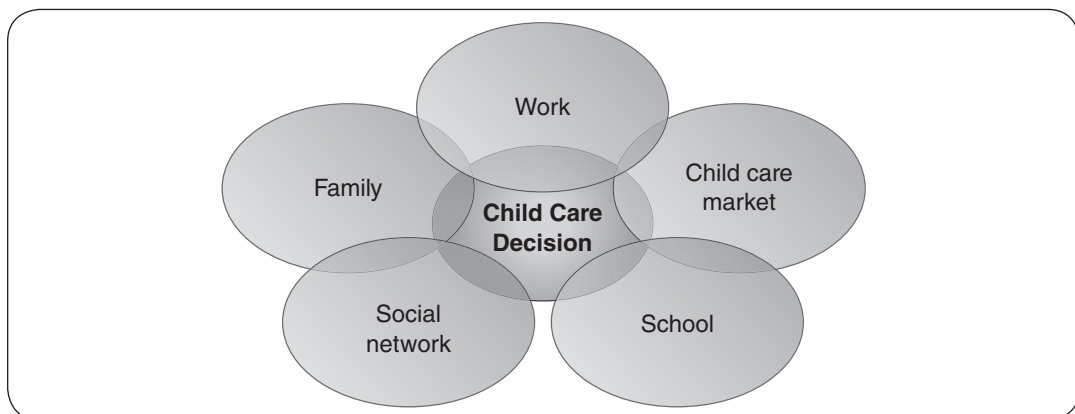 Work
Family
Child care
market
Child Care
Decision
Social
network
School